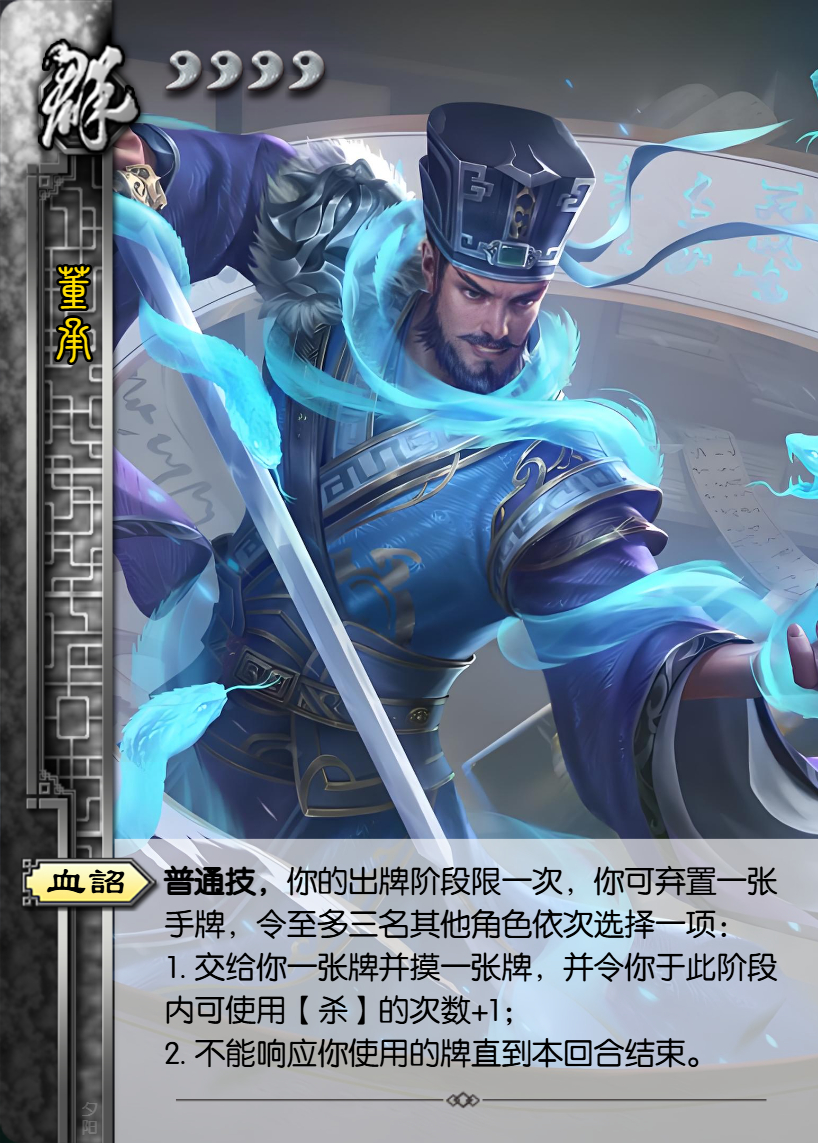 群
董承
血詔
普通技，你的出牌阶段限一次，你可弃置一张
手牌，令至多三名其他角色依次选择一项：
1. 交给你一张牌并摸一张牌，并令你于此阶段
内可使用【杀】的次数+1；
2. 不能响应你使用的牌直到本回合结束。
夕阳